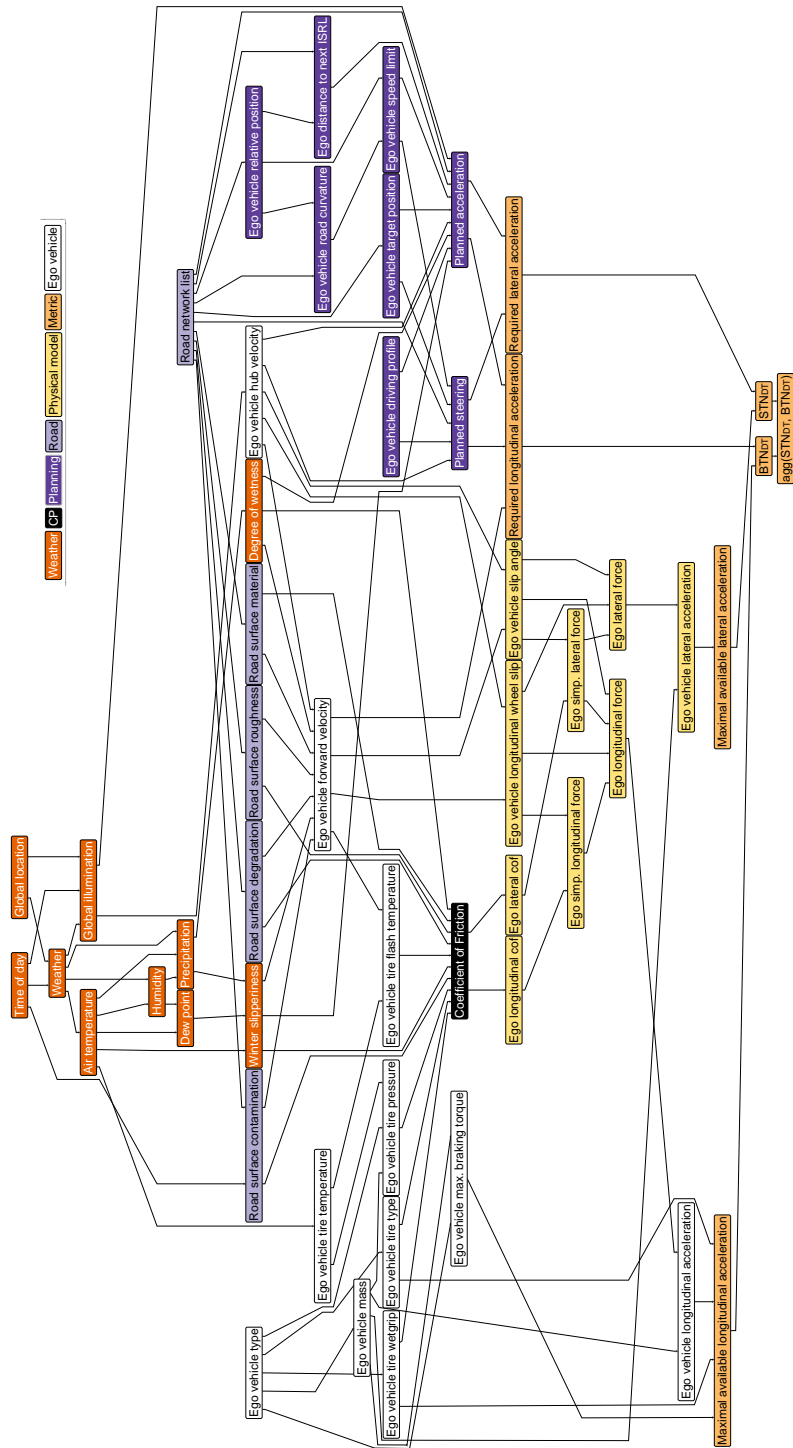 Weather
CP
Planning
Road
Physical model
Metric
Ego vehicle
Time of day
Global location
Weather
Global illumination
Air temperature
Humidity
Dew point
Precipitation
Road network list
Ego vehicle type
Road surface contamination
Winter slipperiness
Road surface degradation
Road surface roughness
Road surface material
Degree of wetness
Ego vehicle hub velocity
Ego vehicle relative position
Ego vehicle tire temperature
Ego vehicle forward velocity
Ego vehicle road curvature
Ego distance to next ISRL
Ego vehicle mass
Ego vehicle tire wetgrip
Ego vehicle tire type
Ego vehicle tire pressure
Ego vehicle tire flash temperature
Ego vehicle driving profile
Ego vehicle target position
Ego vehicle speed limit
Ego vehicle max. braking torque
Coefficient of Friction
Planned steering
Planned acceleration
Ego longitudinal cof
Ego lateral cof
Ego vehicle longitudinal wheel slip
Ego vehicle slip angle
Required longitudinal acceleration
Required lateral acceleration
Ego simp. longitudinal force
Ego simp. lateral force
Ego longitudinal force
Ego lateral force
Ego vehicle longitudinal acceleration
Ego vehicle lateral acceleration
Maximal available longitudinal acceleration
Maximal available lateral acceleration
BTNDT
STNDT
agg(STNDT, BTNDT)